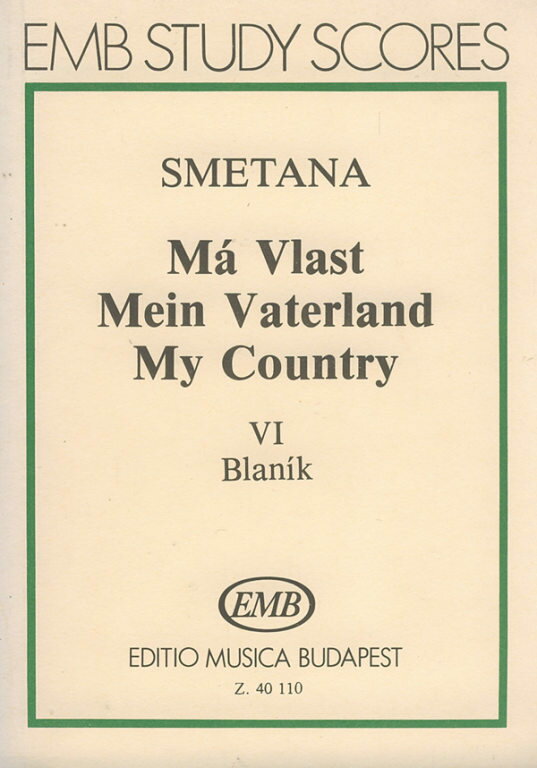 EMB STUDY SCORES
SMETANA
Má Vlast
Mein Vaterland
My Country
VI
Blaník
EMB
EDITIO MUSICA BUDAPEST
Z. 40 110